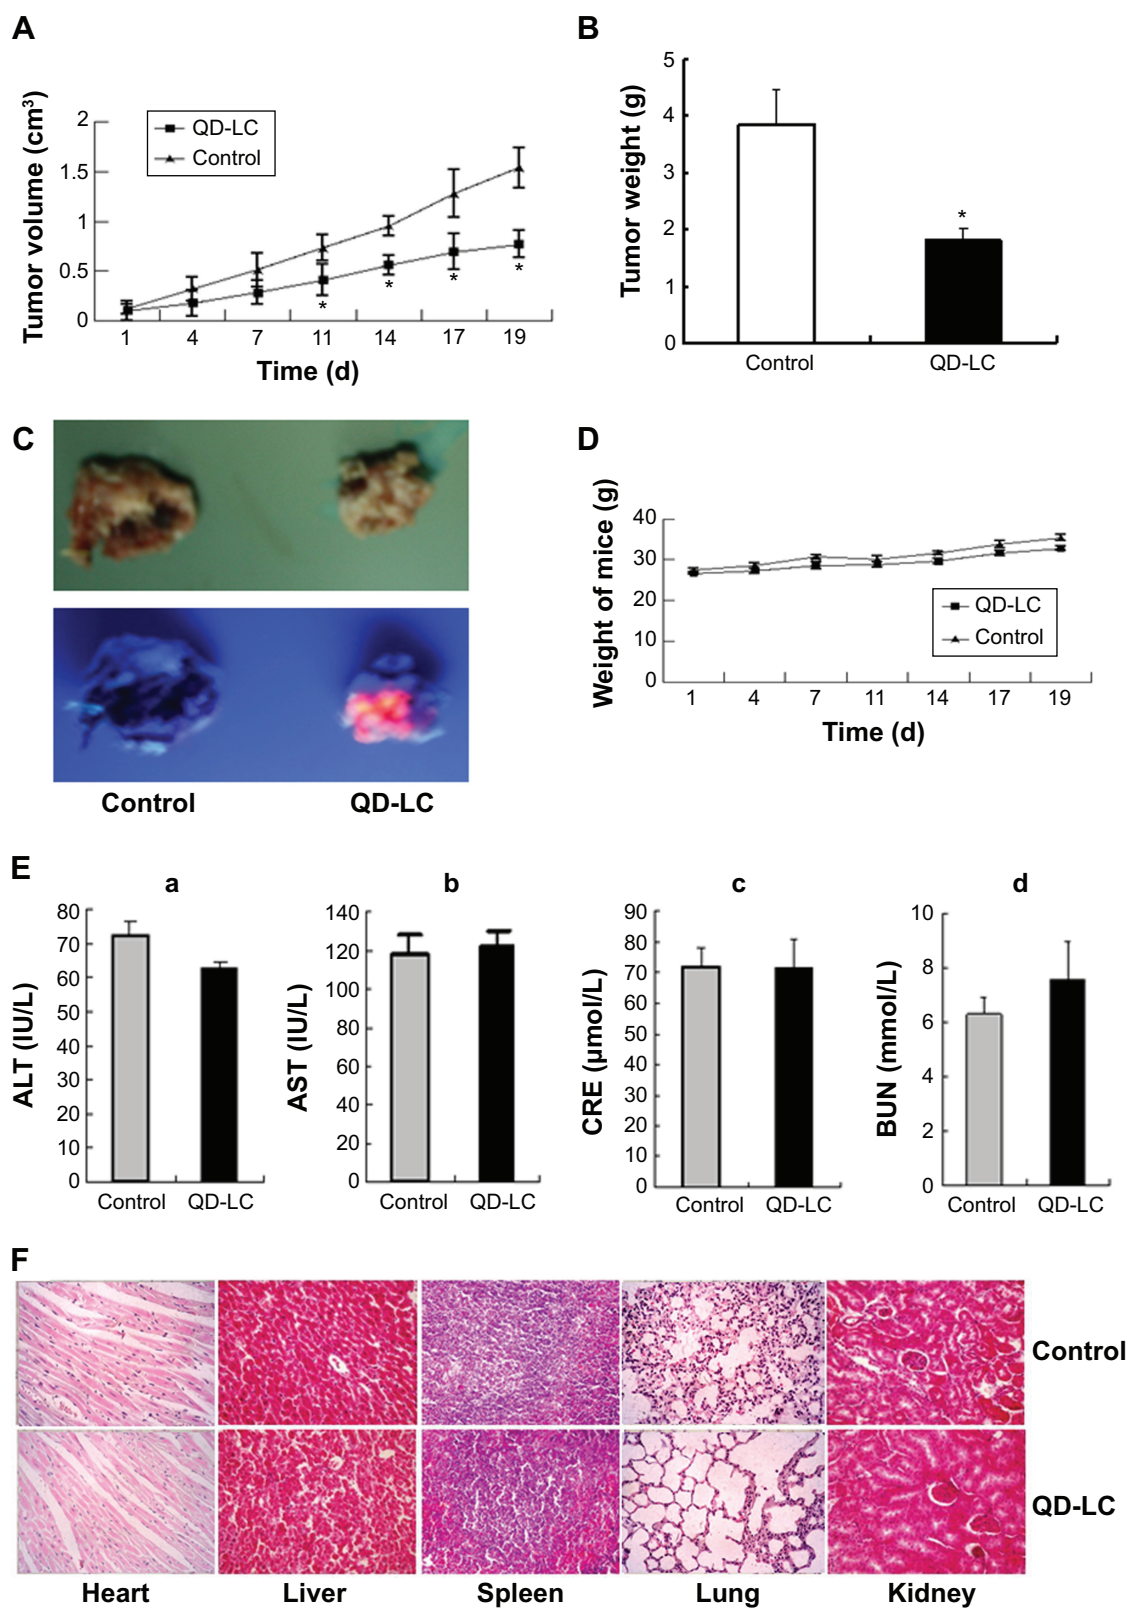 A
Tumor volume (cm³)
2
1.5
1
0.5
0
QD-LC
Control
*
*
*
*
1 4 7 11 14 17 19
Time (d)
B
Tumor weight (g)
5
4
3
2
1
0
*
Control QD-LC
C
Control QD-LC
D
Weight of mice (g)
40
30
20
10
0
QD-LC
Control
1 4 7 11 14 17 19
Time (d)
E
a
ALT (IU/L)
80
70
60
50
40
30
20
10
0
Control QD-LC
b
AST (IU/L)
140
120
100
80
60
40
20
0
Control QD-LC
c
CRE (μmol/L)
90
80
70
60
50
40
30
20
10
0
Control QD-LC
d
BUN (mmol/L)
10
8
6
4
2
0
Control QD-LC
F
Control
QD-LC
Heart Liver Spleen Lung Kidney